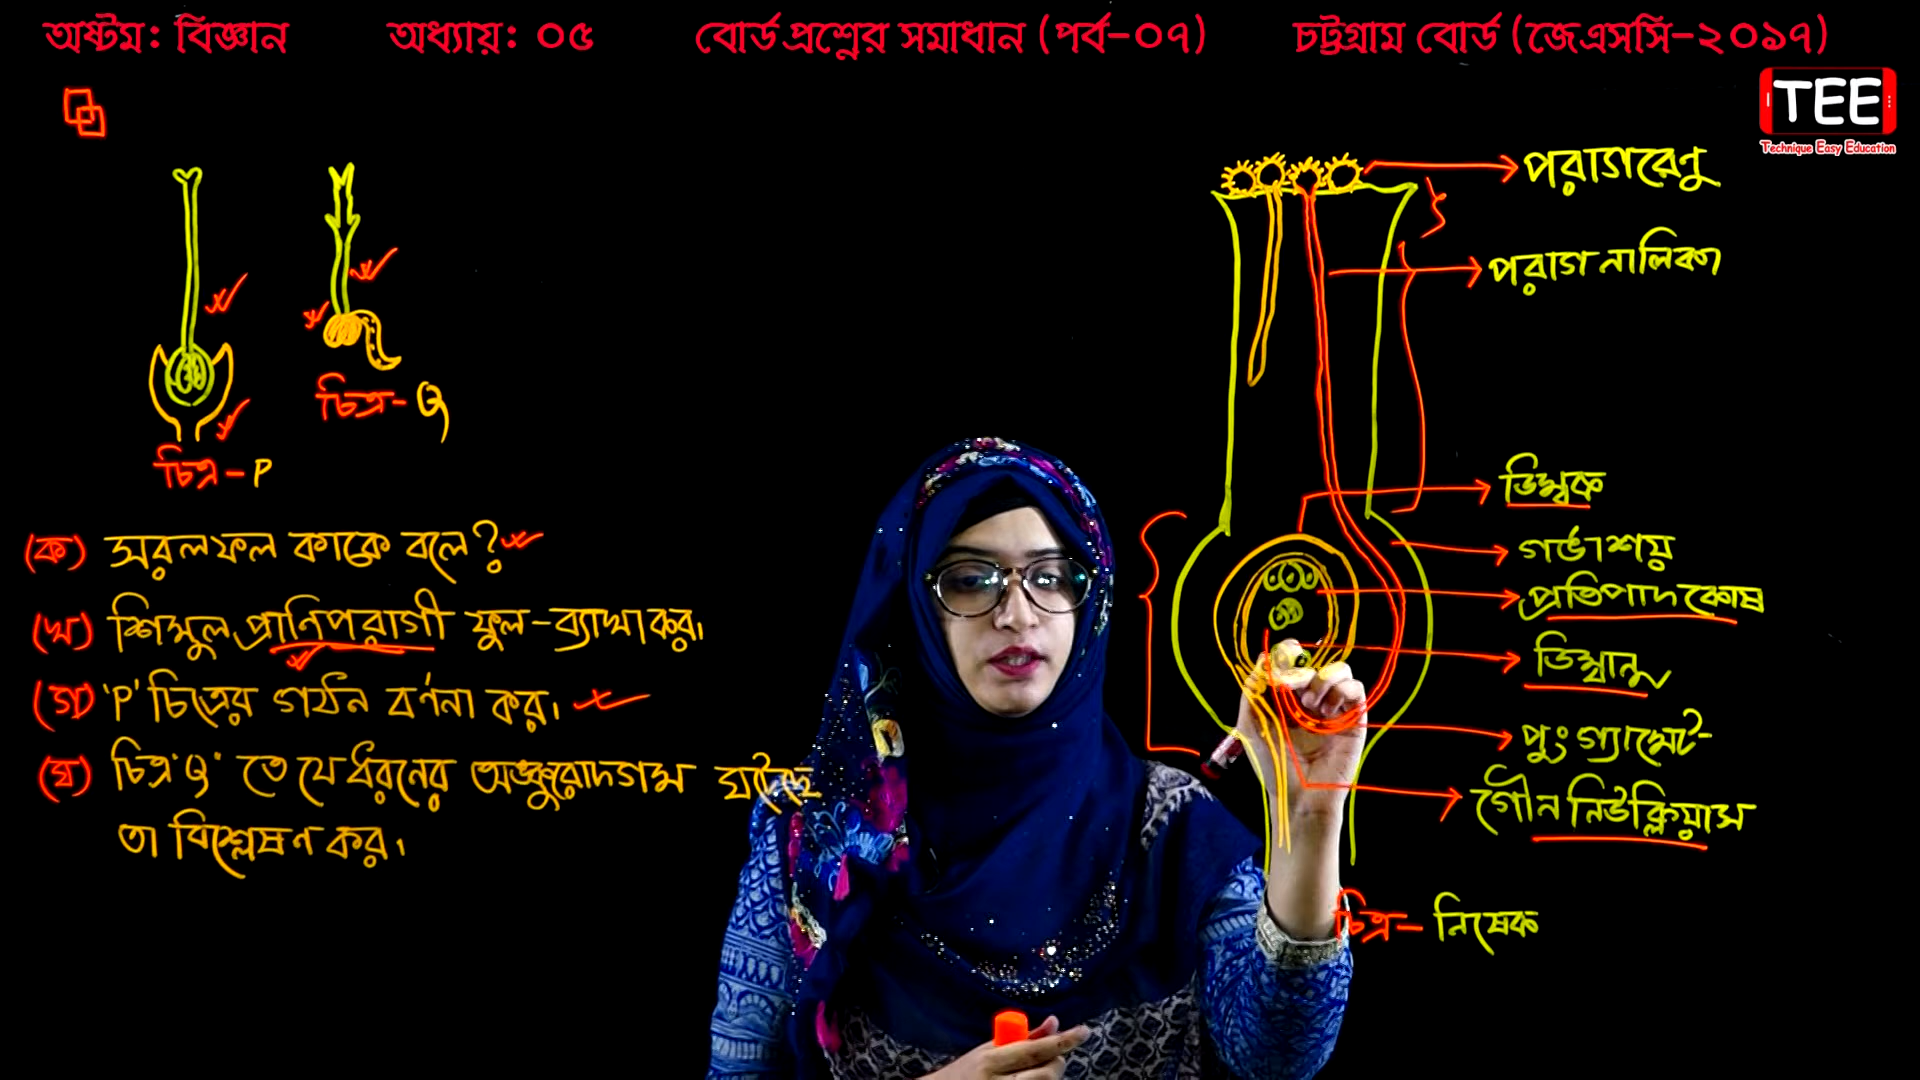 অষ্টম: বিজ্ঞান অধ্যায়: ০৫ বোর্ড প্রশ্নের সমাধান (পর্ব-০৭) চট্টগ্রাম বোর্ড (জেএসসি-২০১৭)
TEE
Technique Easy Education
চিত্র-P
চিত্র-Q
(ক) সরলফল কাকে বলে?
(খ) শিমুল প্রাণিপরাগী ফুল-ব্যাখা কর।
(গ) 'P' চিত্রের গঠন বর্ণনা কর।
(ঘ) চিত্র 'Q' তে যে ধরনের অঙ্কুরোদগম ঘটেছে
তা বিশ্লেষণ কর।
পরাগরেণু
পরাগ নালিকা
ডিম্বক
গর্ভাশয়
প্রতিপাদ কোষ
ডিম্বানু
পুং গ্যামেট
গৌন নিউক্লিয়াস
চিত্র- নিষেক